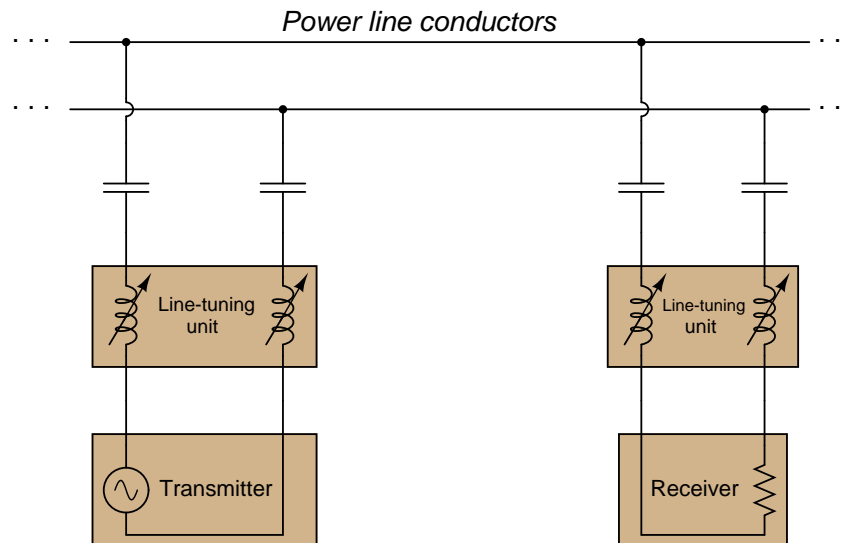 Power line conductors
Line-tuning
unit
Line-tuning
unit
Transmitter
Receiver